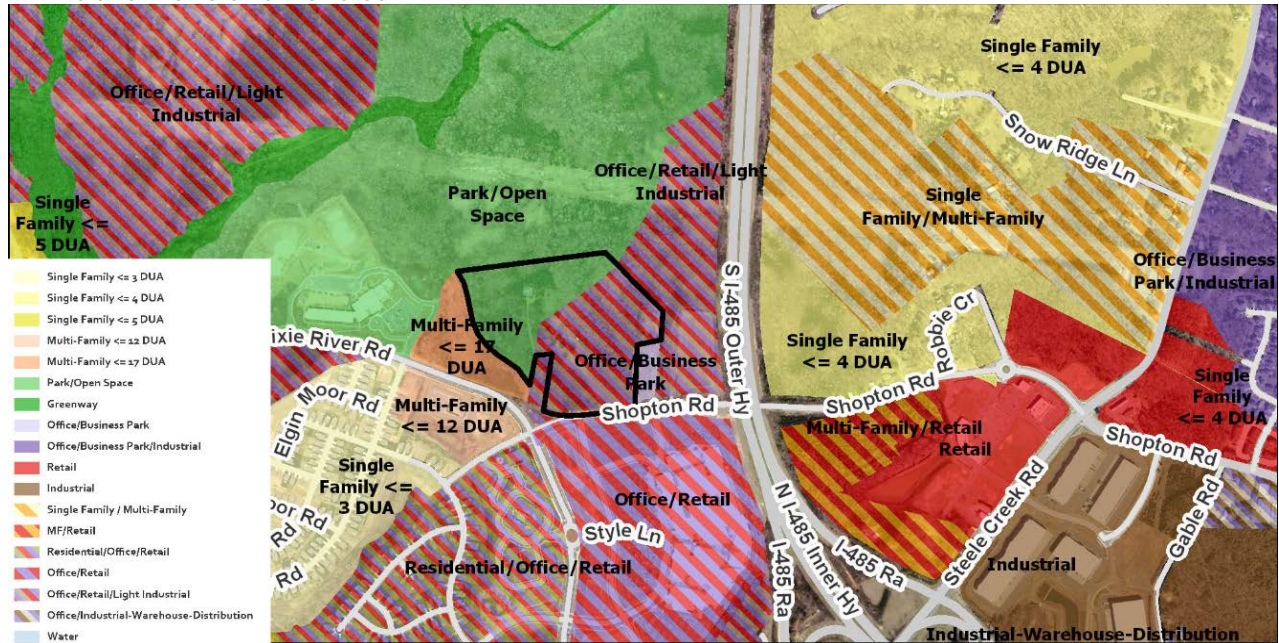 Single Family
<= 4 DUA
Office/Retail/Light
Industrial
Snow Ridge Ln
Office/Retail/Light
Industrial
Park/Open
Space
Single
Family <=
5 DUA
Single
Family/Multi-Family
Office/Business
Park/Industrial
S I-485 Outer Hy
Single Family <= 3 DUA
Single Family <= 4 DUA
Single Family <= 5 DUA
Multi-Family <= 12 DUA
Multi-Family <= 17 DUA
Park/Open Space
Greenway
Office/Business Park
Office/Business Park/Industrial
Retail
Industrial
Single Family / Multi-Family
MF/Retail
Residential/Office/Retail
Office/Retail
Office/Retail/Light Industrial
Office/Industrial-Warehouse-Distribution
Water
ixie River Rd
Multi-Family
<= 17
DUA
Office/Business
Park
Single Family
<= 4 DUA
Robbie Cr
Single
Family
<= 4 DUA
Elgin
Moor Rd
Multi-Family
<= 12 DUA
Shopton Rd
Shopton Rd
Multi-Family/Retail
Retail
Shopton Rd
Single
Family <=
3 DUA
oor Rd
Rd
Rd
Office/Retail
Style Ln
Residential/Office/Retail
N I-485 Inner Hy
I-485 Ra
I-485 Ra
Steele Creek Rd
Gable Rd
Industrial
Industrial-Warehouse-Distribution